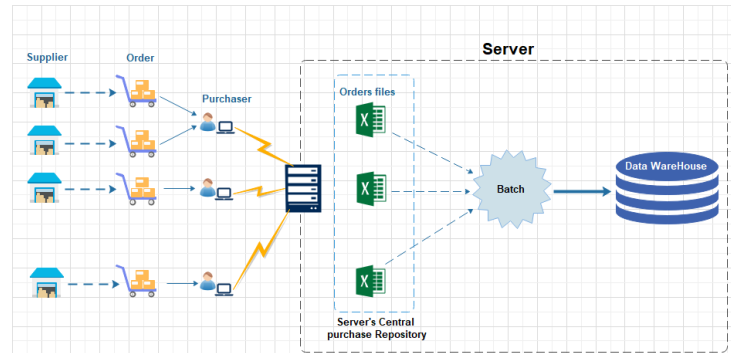 Server
Supplier
Order
Purchaser
Orders files
Batch
Data WareHouse
Server's Central
purchase Repository